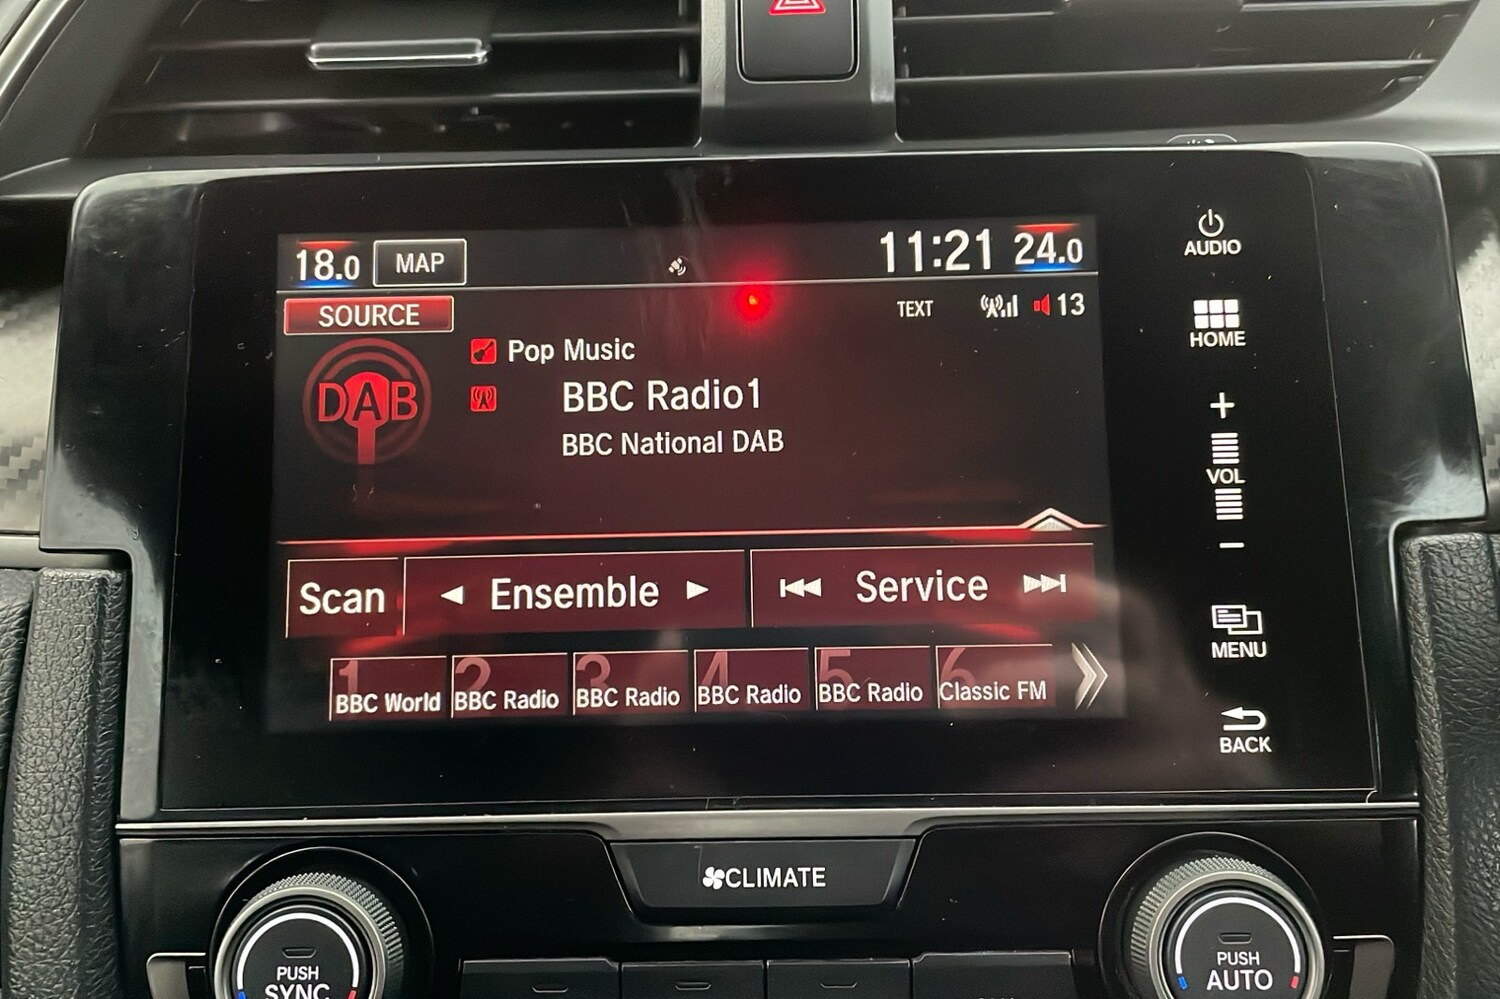 18.0 MAP 11:21 24.0
SOURCE TEXT 13
DAB
Pop Music
BBC Radio1
BBC National DAB
Scan Ensemble Service
1 BBC World 2 BBC Radio 3 BBC Radio 4 BBC Radio 5 BBC Radio 6 Classic FM
AUDIO
HOME
+
VOL
−
MENU
BACK
CLIMATE
PUSH
SYNC
PUSH
AUTO